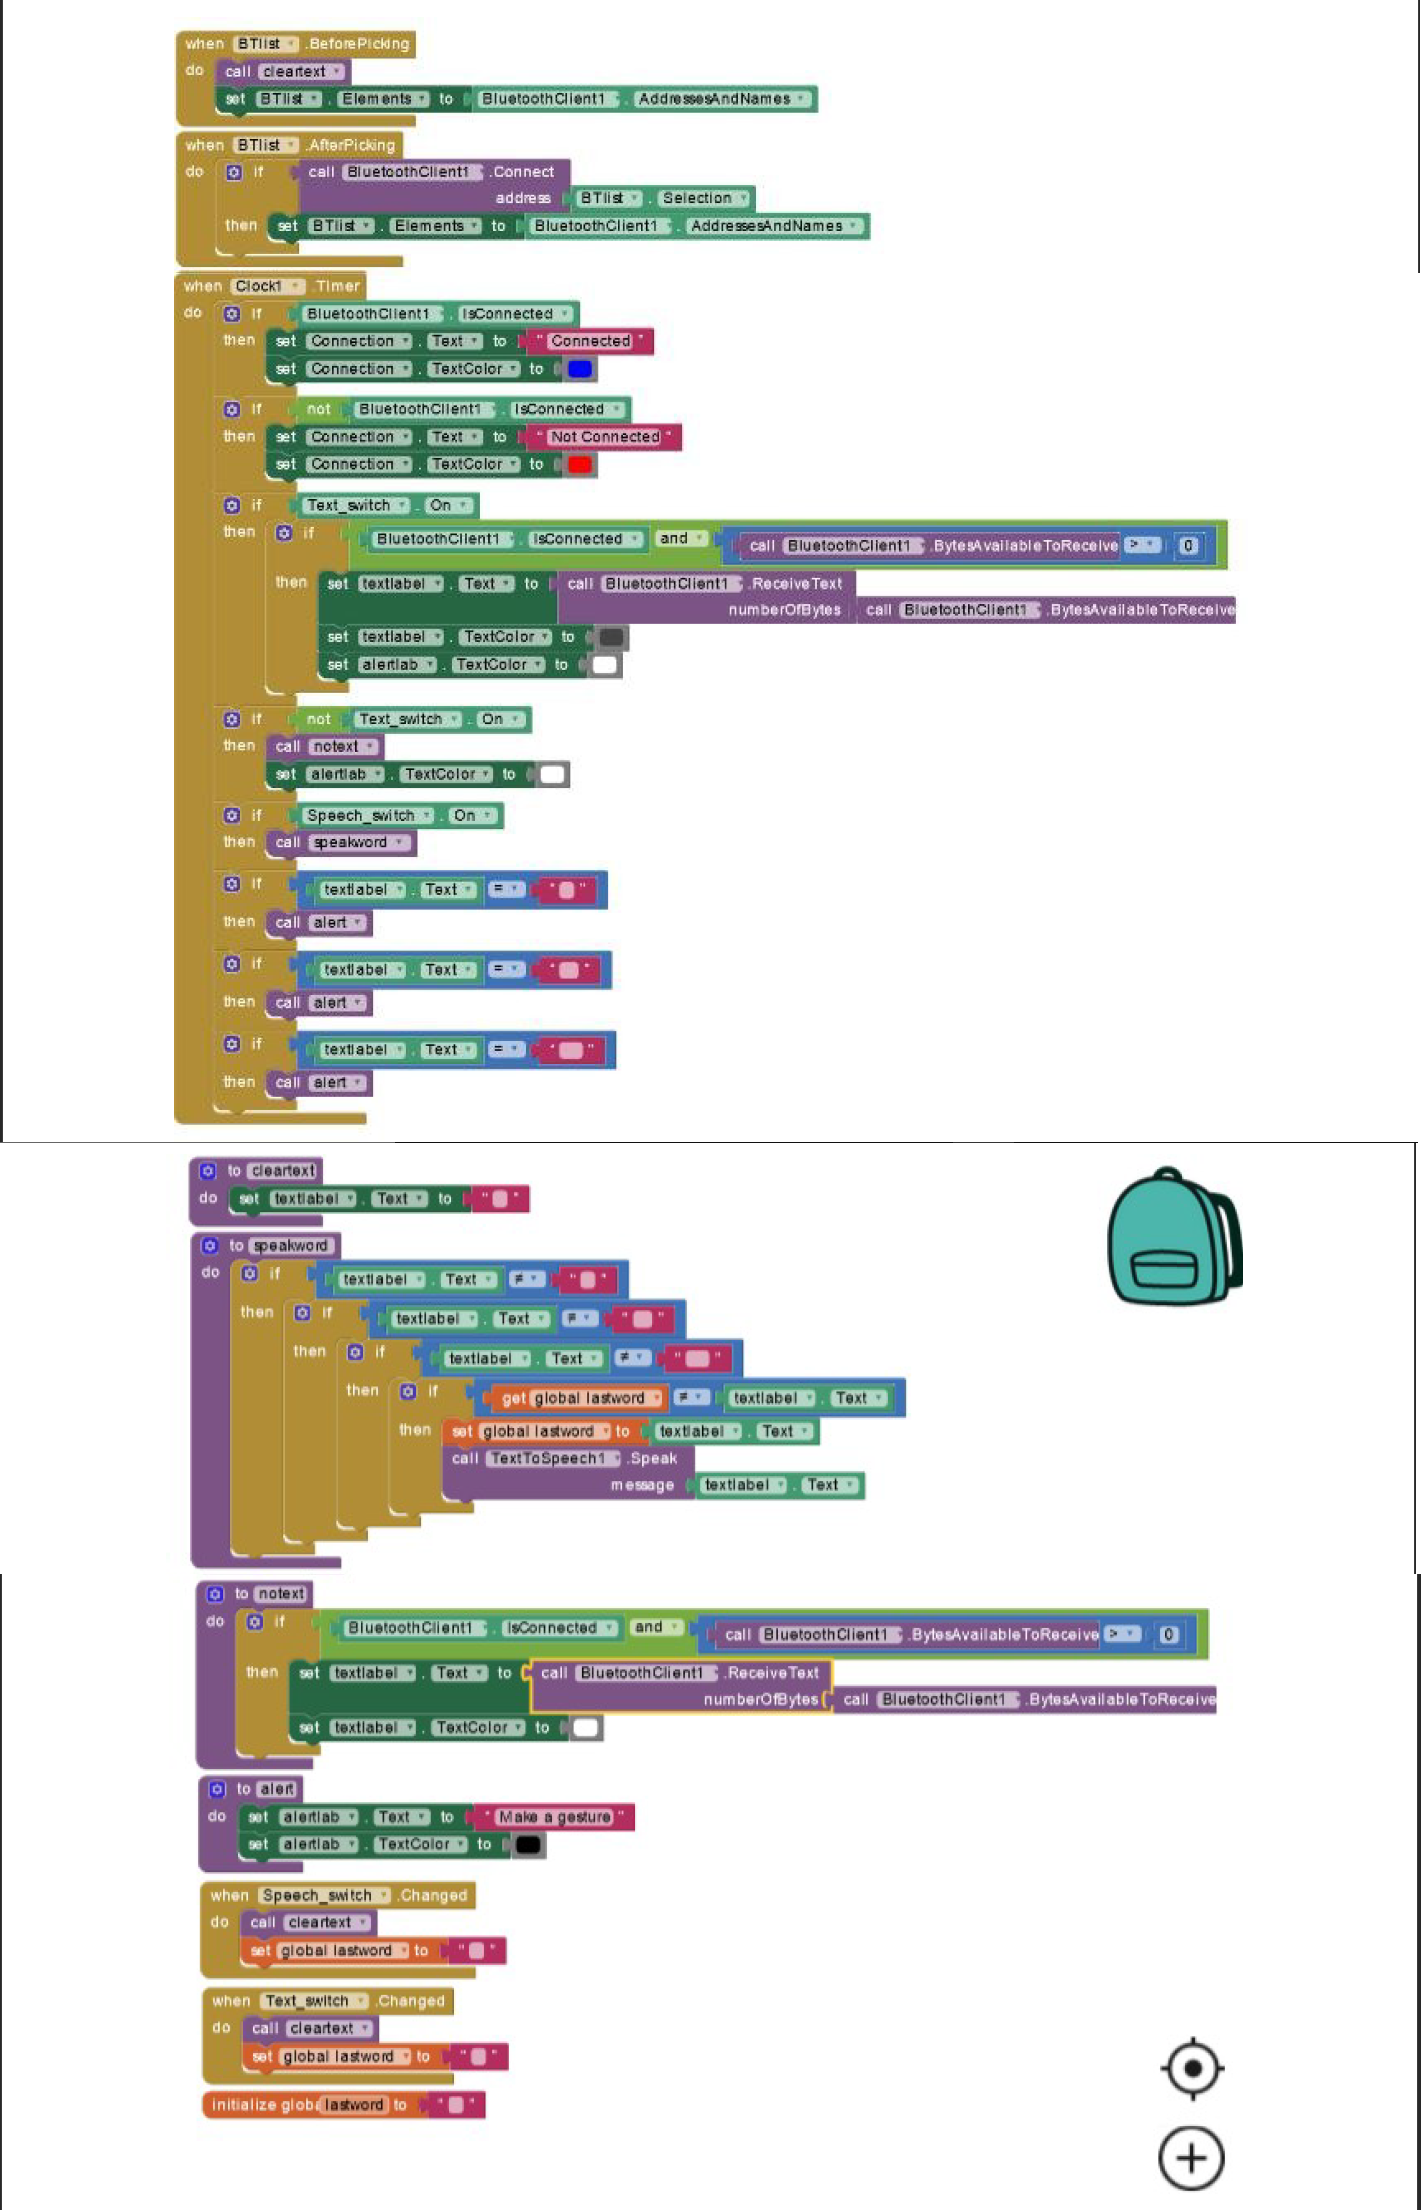 when BTlist .BeforePicking
do call cleartext
set BTlist . Elements to BluetoothClient1 . AddressesAndNames
when BTlist .AfterPicking
do if call BluetoothClient1 .Connect
address BTlist . Selection
then set BTlist . Elements to BluetoothClient1 . AddressesAndNames
when Clock1 .Timer
do if BluetoothClient1 . IsConnected
then set Connection . Text to " Connected "
set Connection . TextColor to
if not BluetoothClient1 . IsConnected
then set Connection . Text to " Not Connected "
set Connection . TextColor to
if Text_switch . On
then if BluetoothClient1 . IsConnected and call BluetoothClient1 .BytesAvailableToReceive > 0
then set textlabel . Text to call BluetoothClient1 .ReceiveText
numberOfBytes call BluetoothClient1 .BytesAvailableToReceive
set textlabel . TextColor to
set alertlab . TextColor to
if not Text_switch . On
then call notext
set alertlab . TextColor to
if Speech_switch . On
then call speakword
if textlabel . Text = " "
then call alert
if textlabel . Text = " "
then call alert
if textlabel . Text = " "
then call alert
to cleartext
do set textlabel . Text to " "
to speakword
do if textlabel . Text ≠ " "
then if textlabel . Text ≠ " "
then if textlabel . Text ≠ " "
then if get global lastword ≠ textlabel . Text
then set global lastword to textlabel . Text
call TextToSpeech1 .Speak
message textlabel . Text
to notext
do if BluetoothClient1 . IsConnected and call BluetoothClient1 .BytesAvailableToReceive > 0
then set textlabel . Text to call BluetoothClient1 .ReceiveText
numberOfBytes call BluetoothClient1 .BytesAvailableToReceive
set textlabel . TextColor to
to alert
do set alertlab . Text to " Make a gesture "
set alertlab . TextColor to
when Speech_switch .Changed
do call cleartext
set global lastword to " "
when Text_switch .Changed
do call cleartext
set global lastword to " "
initialize globa lastword to " "